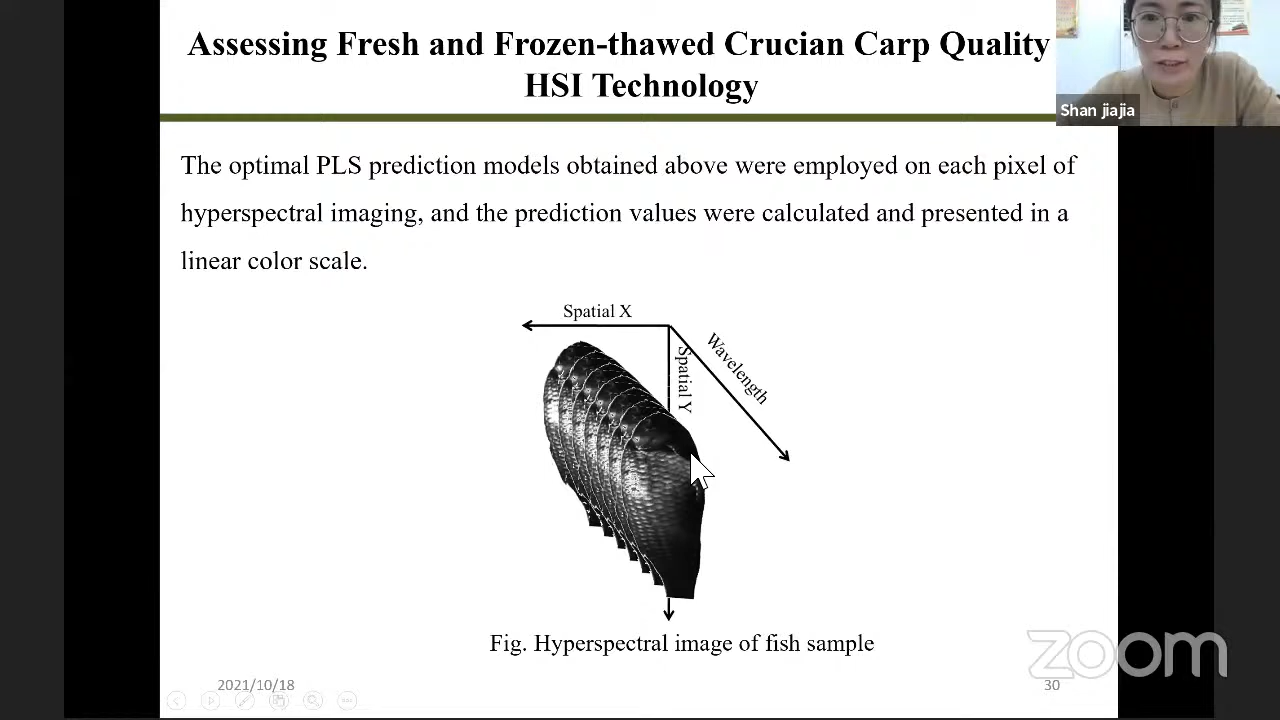 Assessing Fresh and Frozen-thawed Crucian Carp Quality
HSI Technology
Shan jiajia
The optimal PLS prediction models obtained above were employed on each pixel of
hyperspectral imaging, and the prediction values were calculated and presented in a
linear color scale.
Spatial X
Spatial Y
Wavelength
Fig. Hyperspectral image of fish sample
zoom
2021/10/18
30